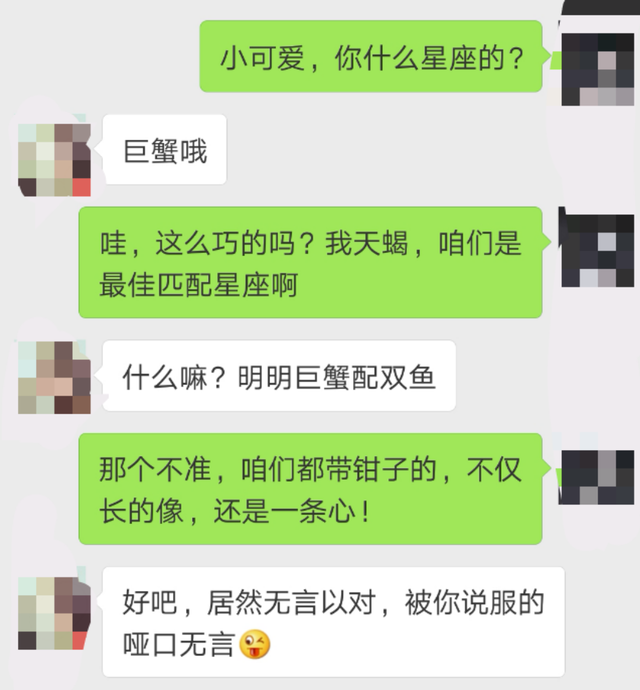 小可爱，你什么星座的？
巨蟹哦
哇，这么巧的吗？我天蝎，咱们是
最佳匹配星座啊
什么嘛？明明巨蟹配双鱼
那个不准，咱们都带钳子的，不仅
长的像，还是一条心！
好吧，居然无言以对，被你说服的
哑口无言